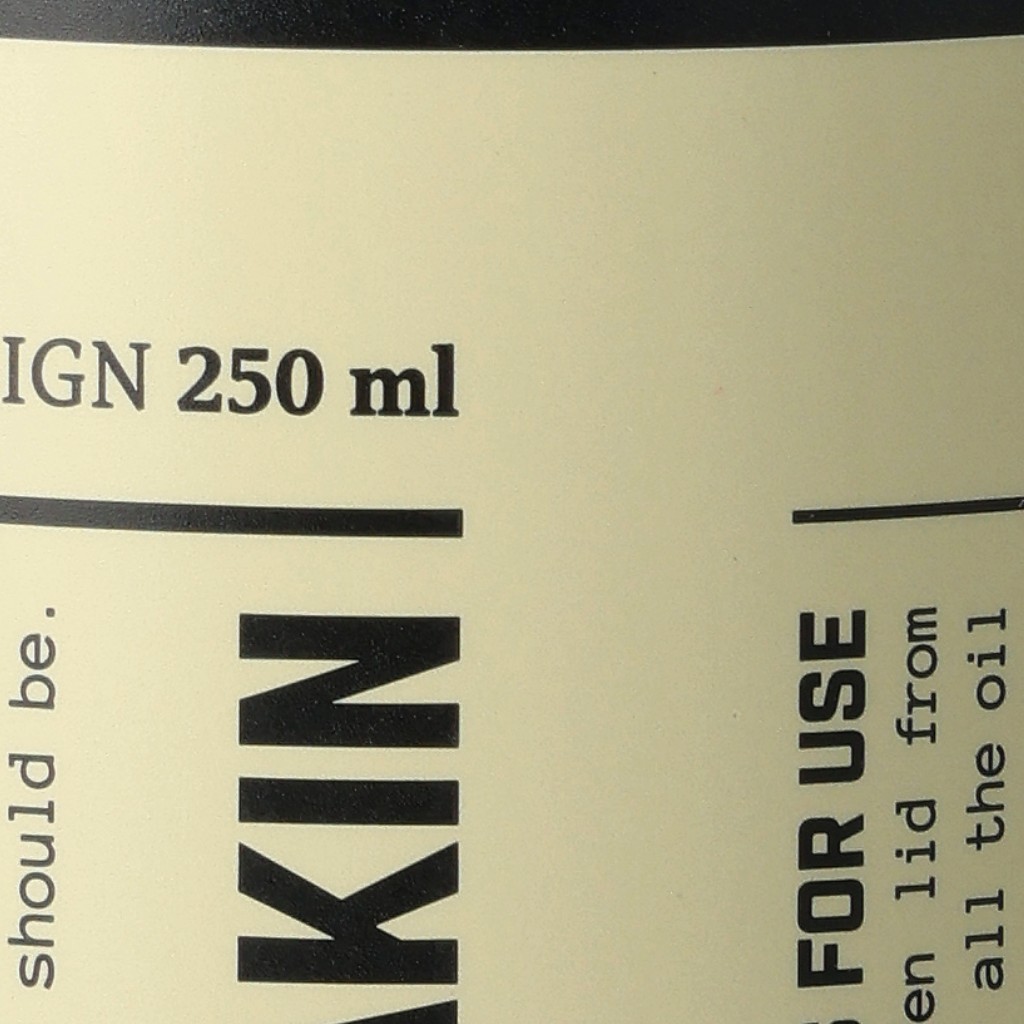 IGN 250 ml
should be.
AKIN
S FOR USE
en lid from
all the oil